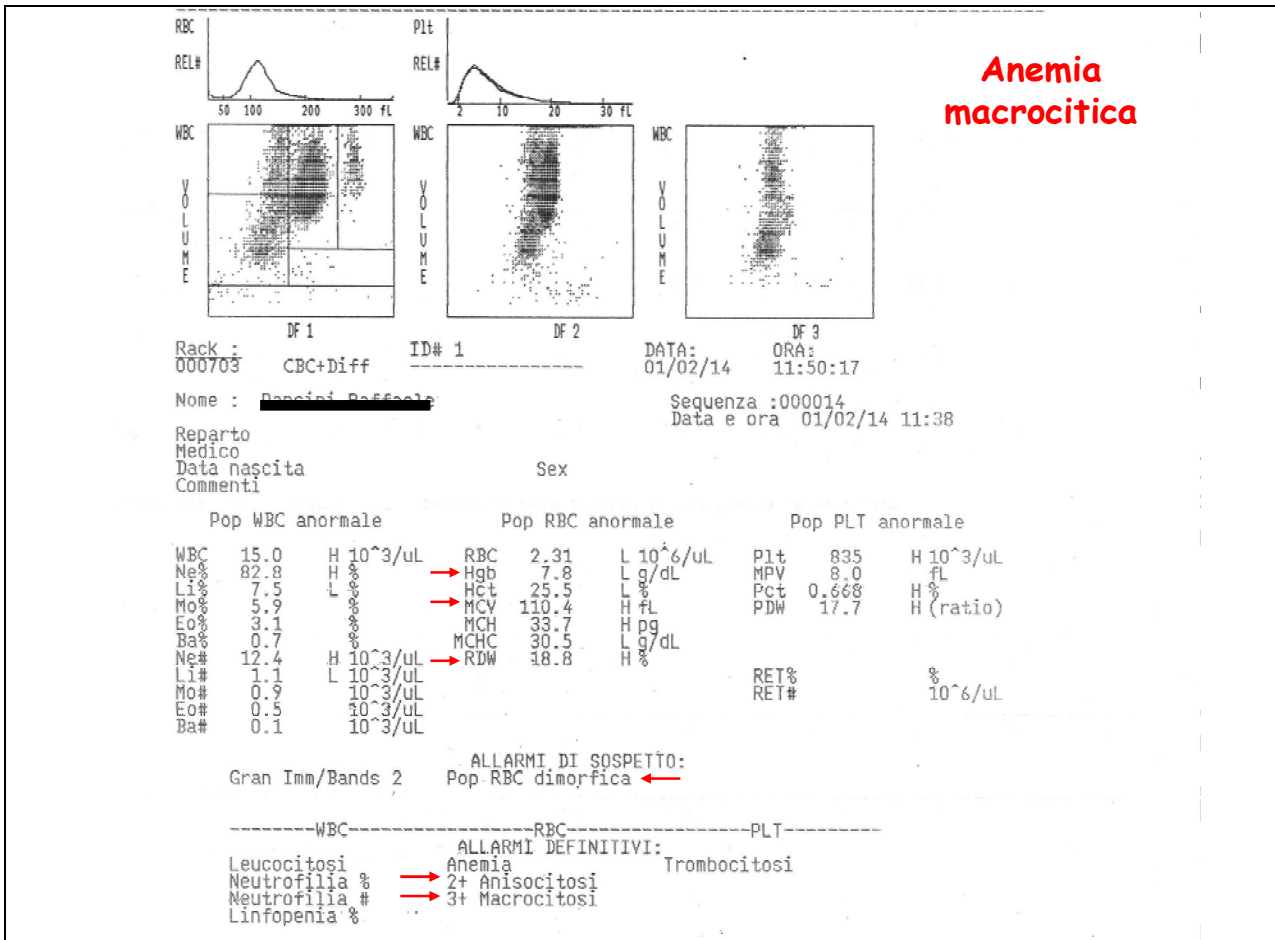 Anemia
macrocitica
RBC
REL#
50 100 200 300 fL
Plt
REL#
2 10 20 30 fL
WBC
VOLUME
DF 1
WBC
VOLUME
DF 2
WBC
VOLUME
DF 3
Rack : ID# 1 DATA: ORA:
000703 CBC+Diff ----------------- 01/02/14 11:50:17
Nome : Sequenza :000014
Data e ora 01/02/14 11:38
Reparto
Medico
Data nascita Sex
Commenti
Pop WBC anormale Pop RBC anormale Pop PLT anormale
WBC 15.0 H 10^3/uL RBC 2.31 L 10^6/uL Plt 835 H 10^3/uL
Ne% 82.8 H % Hgb 7.8 L g/dL MPV 8.0 fL
Li% 7.5 L % Hct 25.5 L % Pct 0.668 H %
Mo% 5.9 % MCV 110.4 H fL PDW 17.7 H (ratio)
Eo% 3.1 % MCH 33.7 H pg
Ba% 0.7 % MCHC 30.5 L g/dL
Ne# 12.4 H 10^3/uL RDW 18.8 H %
Li# 1.1 L 10^3/uL RET% %
Mo# 0.9 10^3/uL RET# 10^6/uL
Eo# 0.5 10^3/uL
Ba# 0.1 10^3/uL
ALLARMI DI SOSPETTO:
Gran Imm/Bands 2 Pop RBC dimorfica
--------WBC-----------------RBC-----------------PLT---------
ALLARMI DEFINITIVI:
Leucocitosi Anemia Trombocitosi
Neutrofilia % 2+ Anisocitosi
Neutrofilia # 3+ Macrocitosi
Linfopenia %